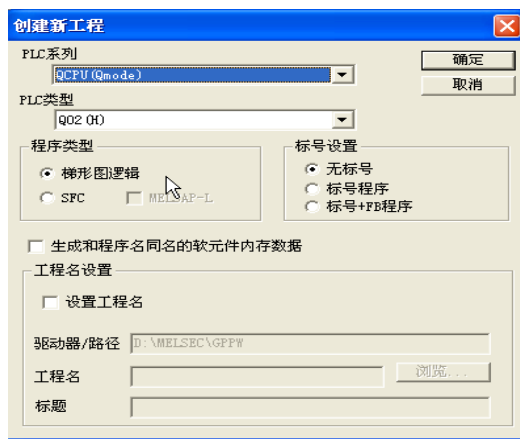 创建新工程
PLC系列
确定
QCPU(Qmode)
取消
PLC类型
Q02(H)
程序类型
标号设置
梯形图逻辑
无标号
SFC
MELSAP-L
标号程序
标号+FB程序
生成和程序名同名的软元件内存数据
工程名设置
设置工程名
驱动器/路径 D:\MELSEC\GPPW
工程名
浏览...
标题